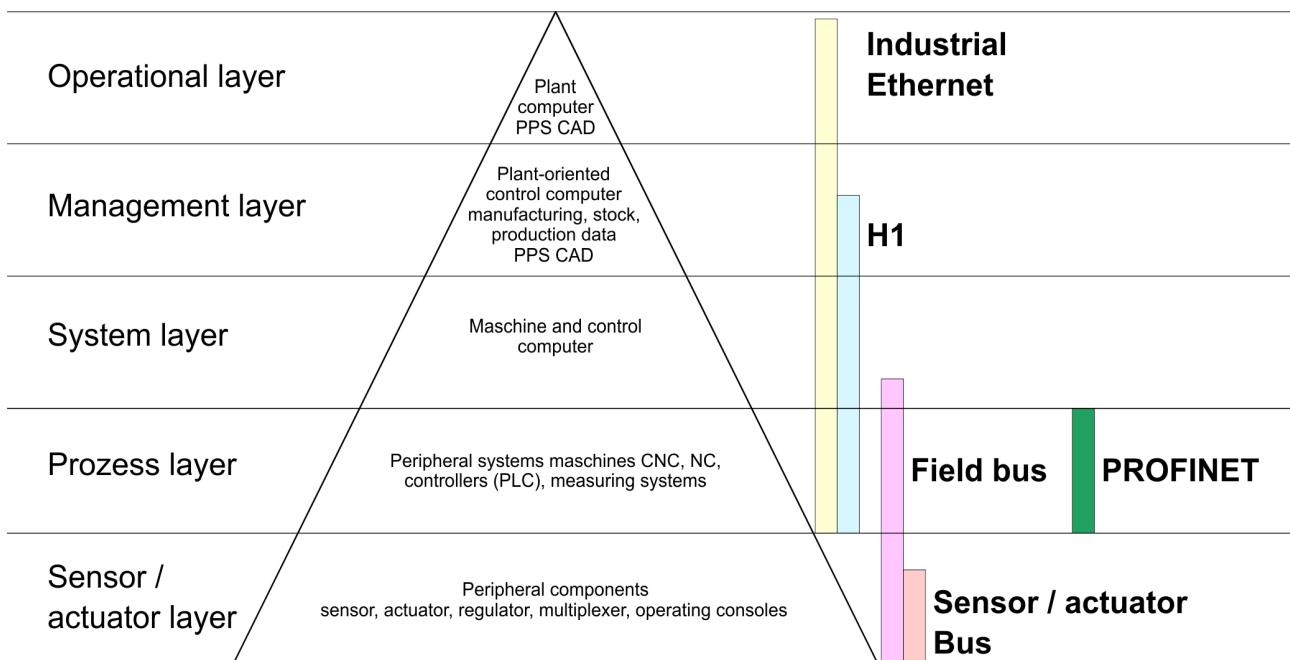 Operational layer
Plant
computer
PPS CAD
Industrial
Ethernet
Management layer
Plant-oriented
control computer
manufacturing, stock,
production data
PPS CAD
H1
System layer
Maschine and control
computer
Prozess layer
Peripheral systems maschines CNC, NC,
controllers (PLC), measuring systems
Field bus
PROFINET
Sensor /
actuator layer
Peripheral components
sensor, actuator, regulator, multiplexer, operating consoles
Sensor / actuator
Bus